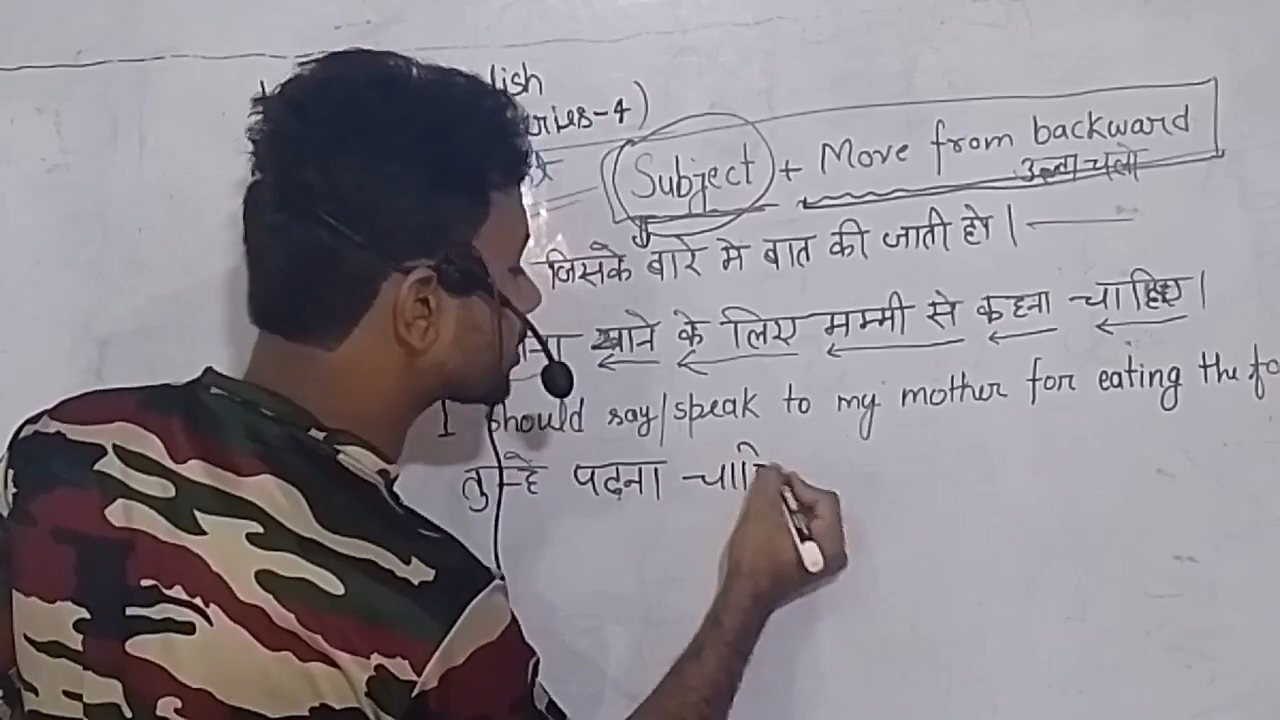 lish
ries-4)
Subject + Move from backward
उल्टा चलो
जिसके बारे मे बात की जाती हो।
खाने के लिए मम्मी से कहना चाहिए।
I should say/speak to my mother for eating the fo
तुम्हे पढ़ना चाहि